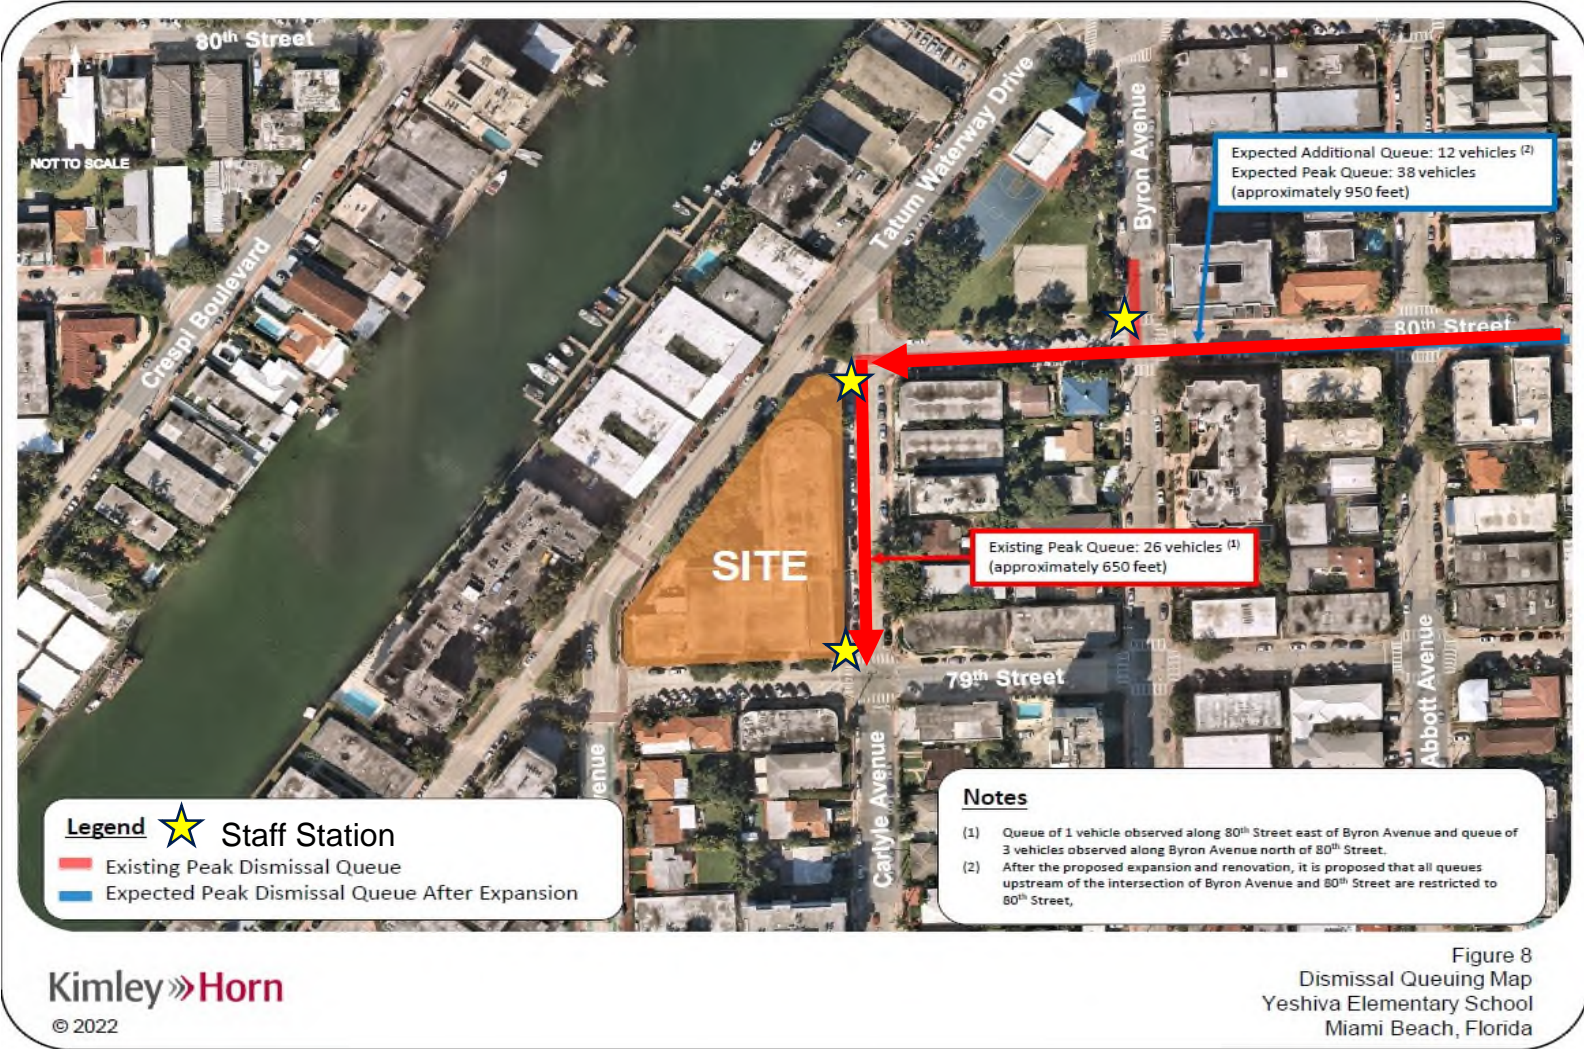 80th Street
NOT TO SCALE
Crespi Boulevard
Tatum Waterway Drive
Byron Avenue
Expected Additional Queue: 12 vehicles (2)
Expected Peak Queue: 38 vehicles
(approximately 950 feet)
80th Street
Existing Peak Queue: 26 vehicles (1)
(approximately 650 feet)
SITE
79th Street
Abbott Avenue
Carlyle Avenue
venue
Legend
Staff Station
Existing Peak Dismissal Queue
Expected Peak Dismissal Queue After Expansion
Notes
(1) Queue of 1 vehicle observed along 80th Street east of Byron Avenue and queue of
3 vehicles observed along Byron Avenue north of 80th Street.
(2) After the proposed expansion and renovation, it is proposed that all queues
upstream of the intersection of Byron Avenue and 80th Street are restricted to
80th Street,
Kimley»Horn
© 2022
Figure 8
Dismissal Queuing Map
Yeshiva Elementary School
Miami Beach, Florida